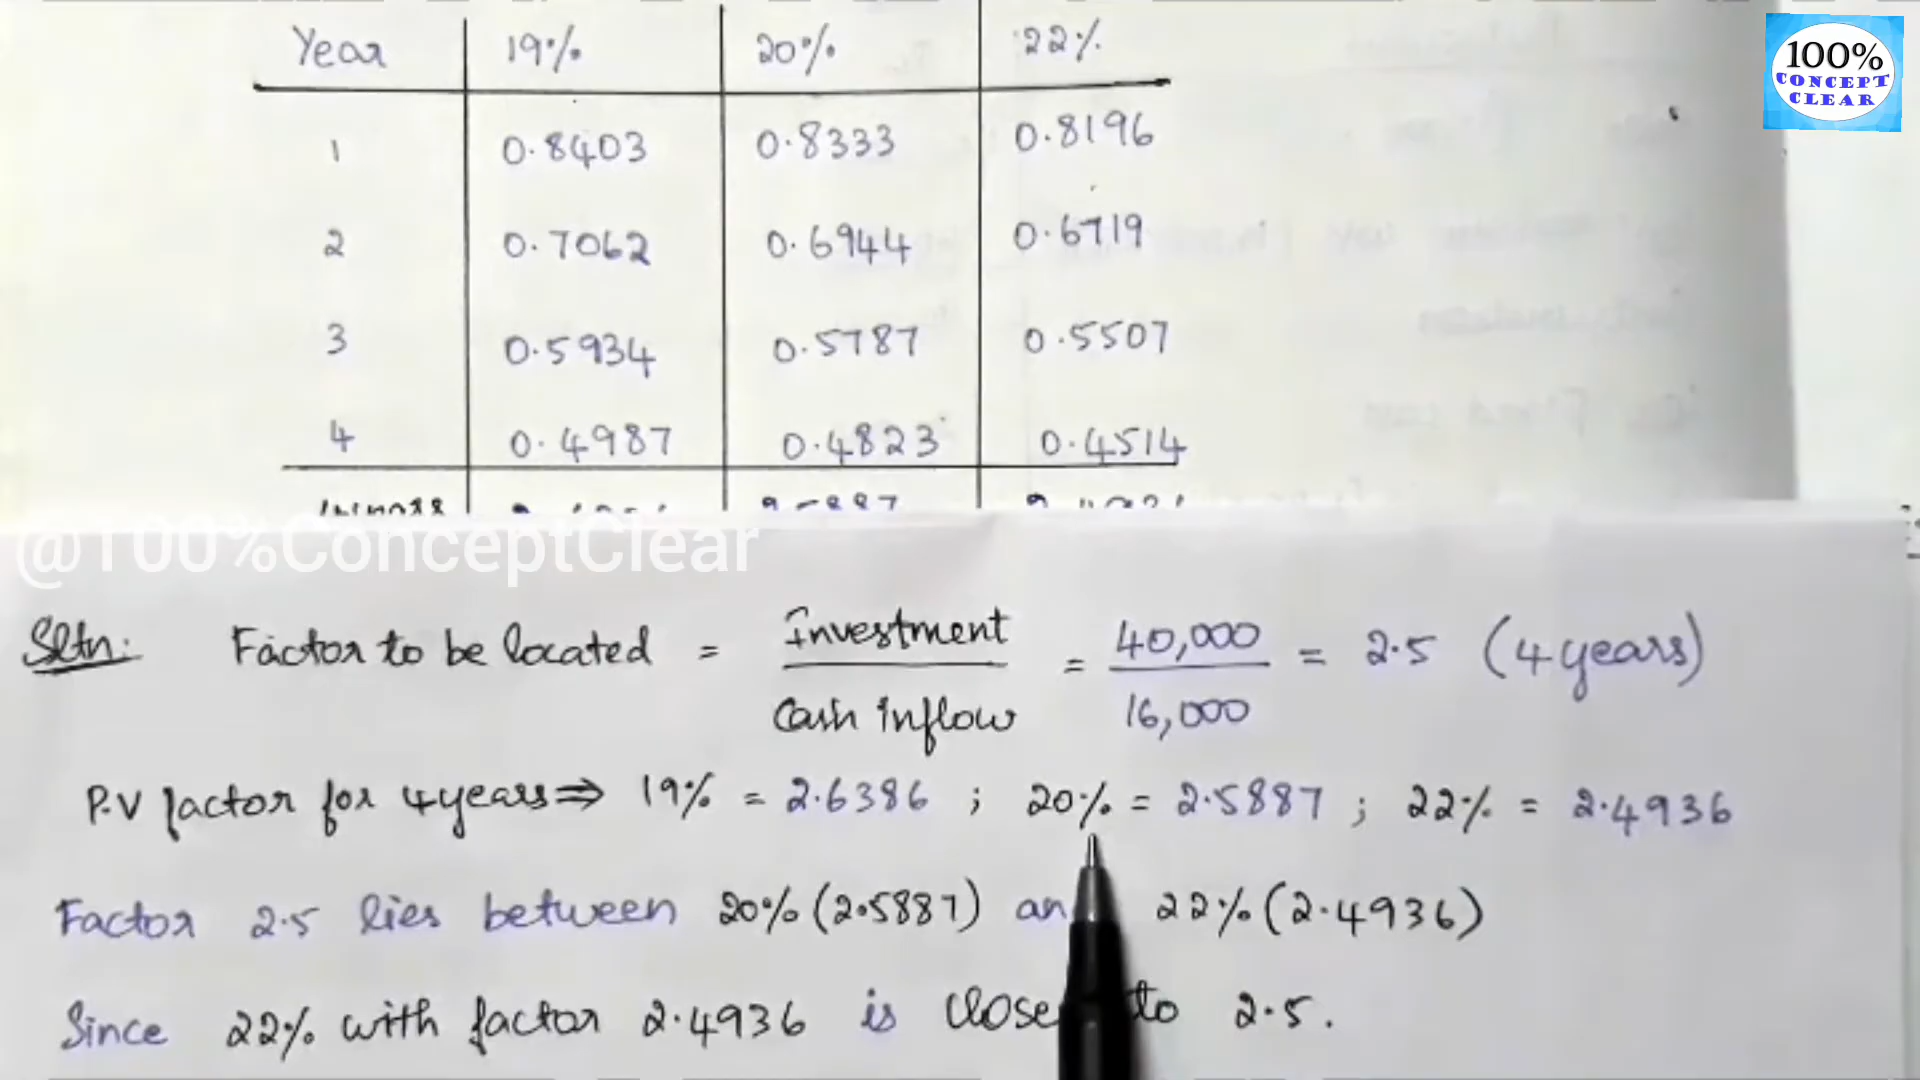 Year 19% 20% 22%
100%
CONCEPT
CLEAR
1 0.8403 0.8333 0.8196
2 0.7062 0.6944 0.6719
3 0.5934 0.5787 0.5507
4 0.4987 0.4823 0.4514
@100%ConceptClear
Sltn: Factor to be located = Investment / Cash inflow = 40,000 / 16,000 = 2.5 (4 years)
P.V factor for 4 years ⇒ 19% = 2.6386 ; 20% = 2.5887 ; 22% = 2.4936
Factor 2.5 lies between 20% (2.5887) an 22% (2.4936)
Since 22% with factor 2.4936 is close to 2.5.